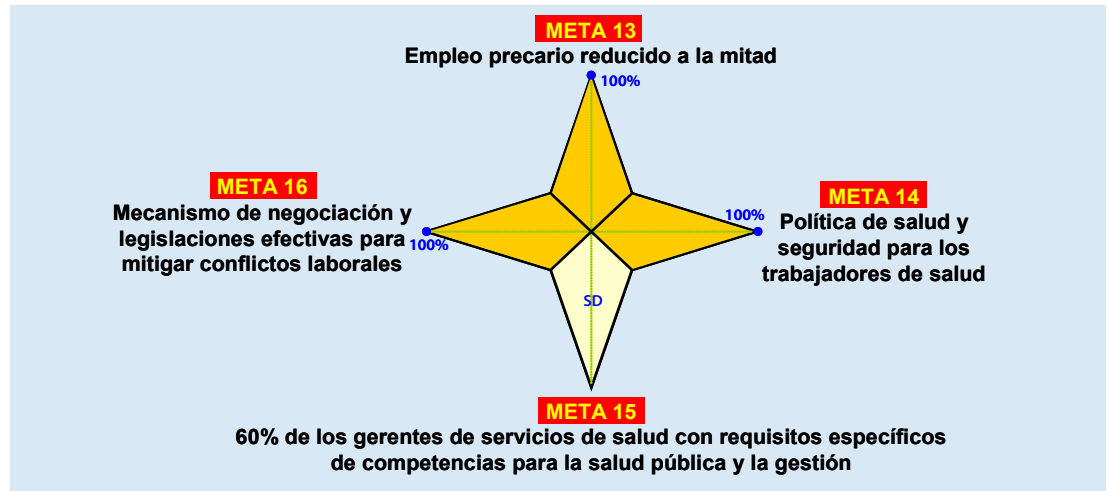 META 13
Empleo precario reducido a la mitad
100%
META 16
Mecanismo de negociación y
legislaciones efectivas para
mitigar conflictos laborales
100%
100%
META 14
Política de salud y
seguridad para los
trabajadores de salud
SD
META 15
60% de los gerentes de servicios de salud con requisitos específicos
de competencias para la salud pública y la gestión